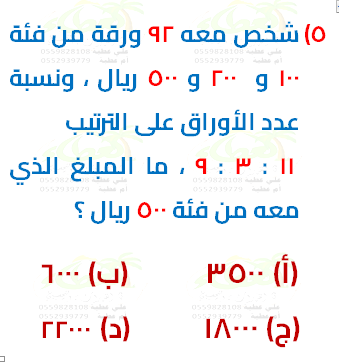 ٥) شخص معه ٩٢ ورقة من فئة
١٠٠ و ٢٠٠ و ٥٠٠ ريال ، ونسبة
عدد الأوراق على الترتيب
١١ : ٣ : ٩ ، ما المبلغ الذي
معه من فئة ٥٠٠ ريال ؟
(أ) ٣٥٠٠ (ب) ٦٠٠٠
(ج) ١٨٠٠٠ (د) ٢٢٠٠٠